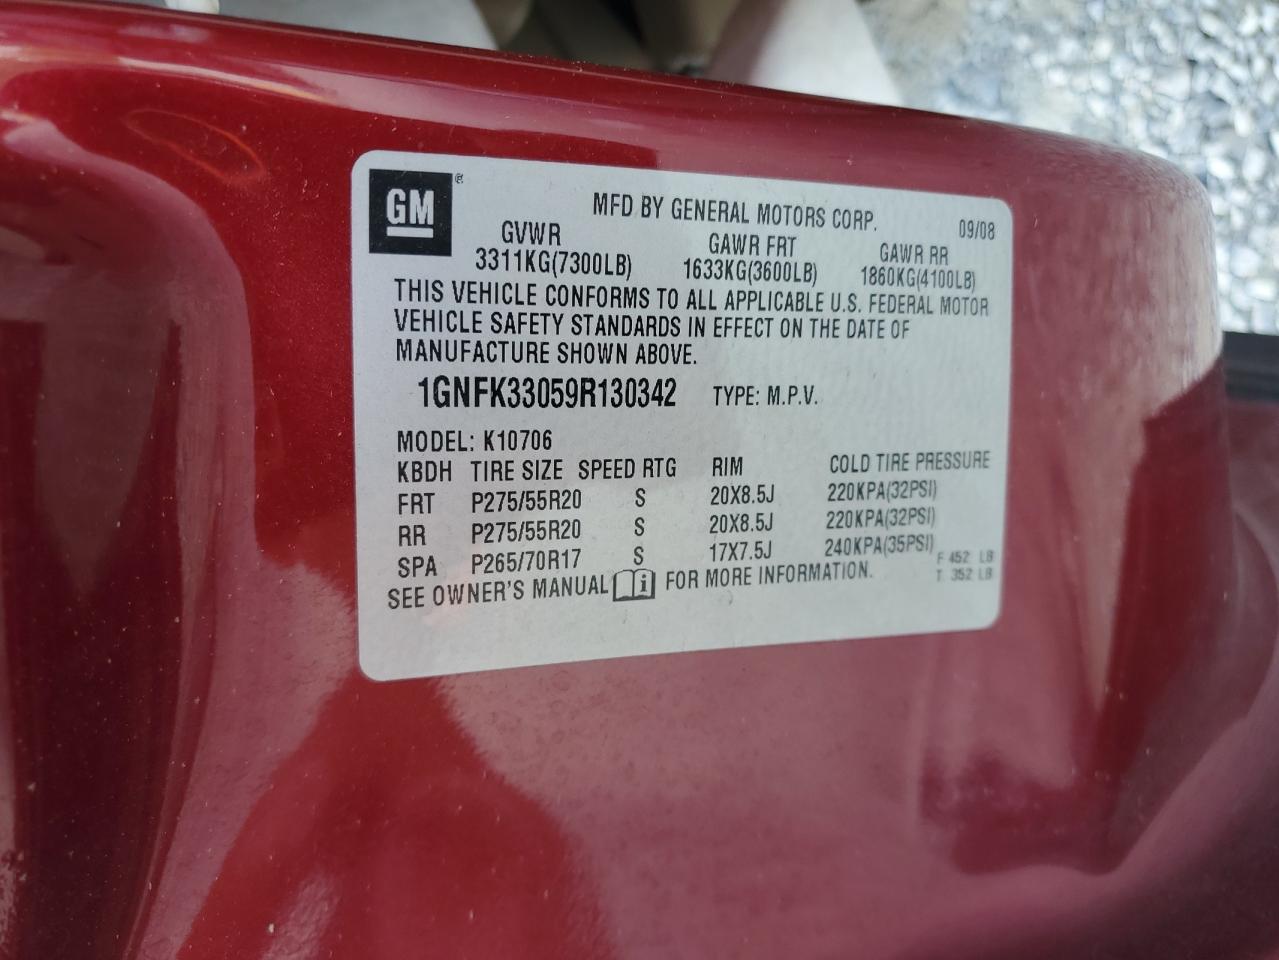 GM ®
MFD BY GENERAL MOTORS CORP. 09/08
GVWR GAWR FRT GAWR RR
3311KG(7300LB) 1633KG(3600LB) 1860KG(4100LB)
THIS VEHICLE CONFORMS TO ALL APPLICABLE U.S. FEDERAL MOTOR
VEHICLE SAFETY STANDARDS IN EFFECT ON THE DATE OF
MANUFACTURE SHOWN ABOVE.
1GNFK33059R130342 TYPE: M.P.V.
MODEL: K10706
KBDH TIRE SIZE SPEED RTG RIM COLD TIRE PRESSURE
FRT P275/55R20 S 20X8.5J 220KPA(32PSI)
RR P275/55R20 S 20X8.5J 220KPA(32PSI)
SPA P265/70R17 S 17X7.5J 240KPA(35PSI)
F 452 LB
T 352 LB
SEE OWNER'S MANUAL i FOR MORE INFORMATION.